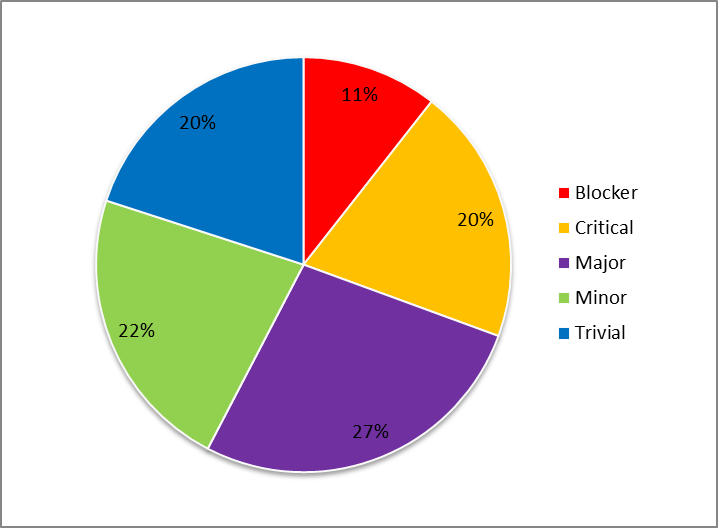 11%
20%
20%
22%
27%
Blocker
Critical
Major
Minor
Trivial